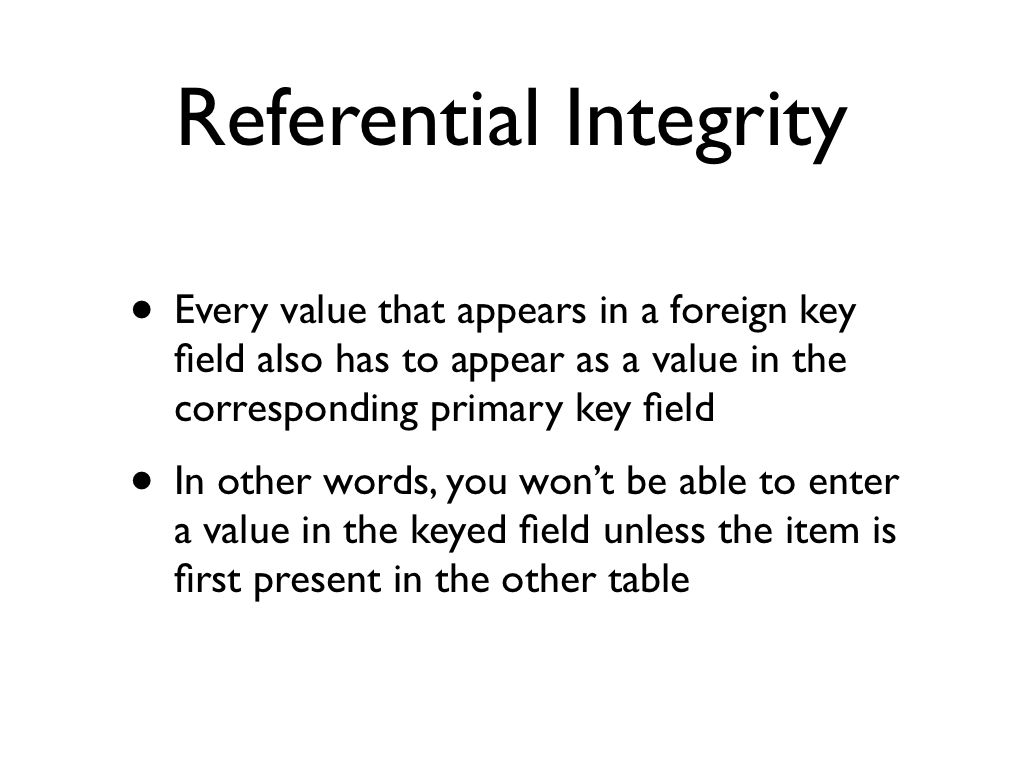 Referential Integrity
• Every value that appears in a foreign key
field also has to appear as a value in the
corresponding primary key field
• In other words, you won’t be able to enter
a value in the keyed field unless the item is
first present in the other table